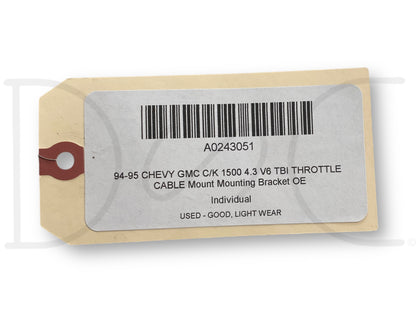 A0243051
94-95 CHEVY GMC C/K 1500 4.3 V6 TBI THROTTLE
CABLE Mount Mounting Bracket OE
Individual
USED - GOOD, LIGHT WEAR